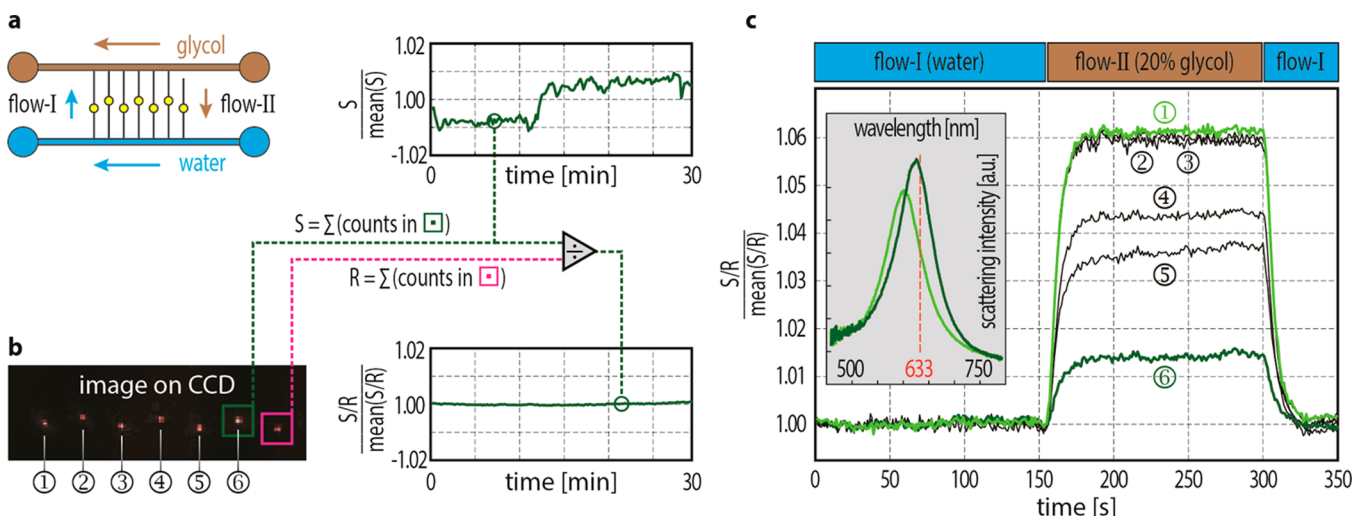 a
glycol
flow-I
flow-II
water
1.02
1.00
-1.02
S
mean(S)
0
time [min]
30
S = ∑(counts in ⊡)
÷
R = ∑(counts in ⊡)
b
image on CCD
① ② ③ ④ ⑤ ⑥
1.02
1.00
-1.02
S/R
mean(S/R)
0
time [min]
30
c
flow-I (water)
flow-II (20% glycol)
flow-I
wavelength [nm]
scattering intensity [a.u.]
500
633
750
①
② ③
④
⑤
⑥
1.06
1.05
1.04
1.03
1.02
1.01
1.00
S/R
mean(S/R)
0 50 100 150 200 250 300 350
time [s]